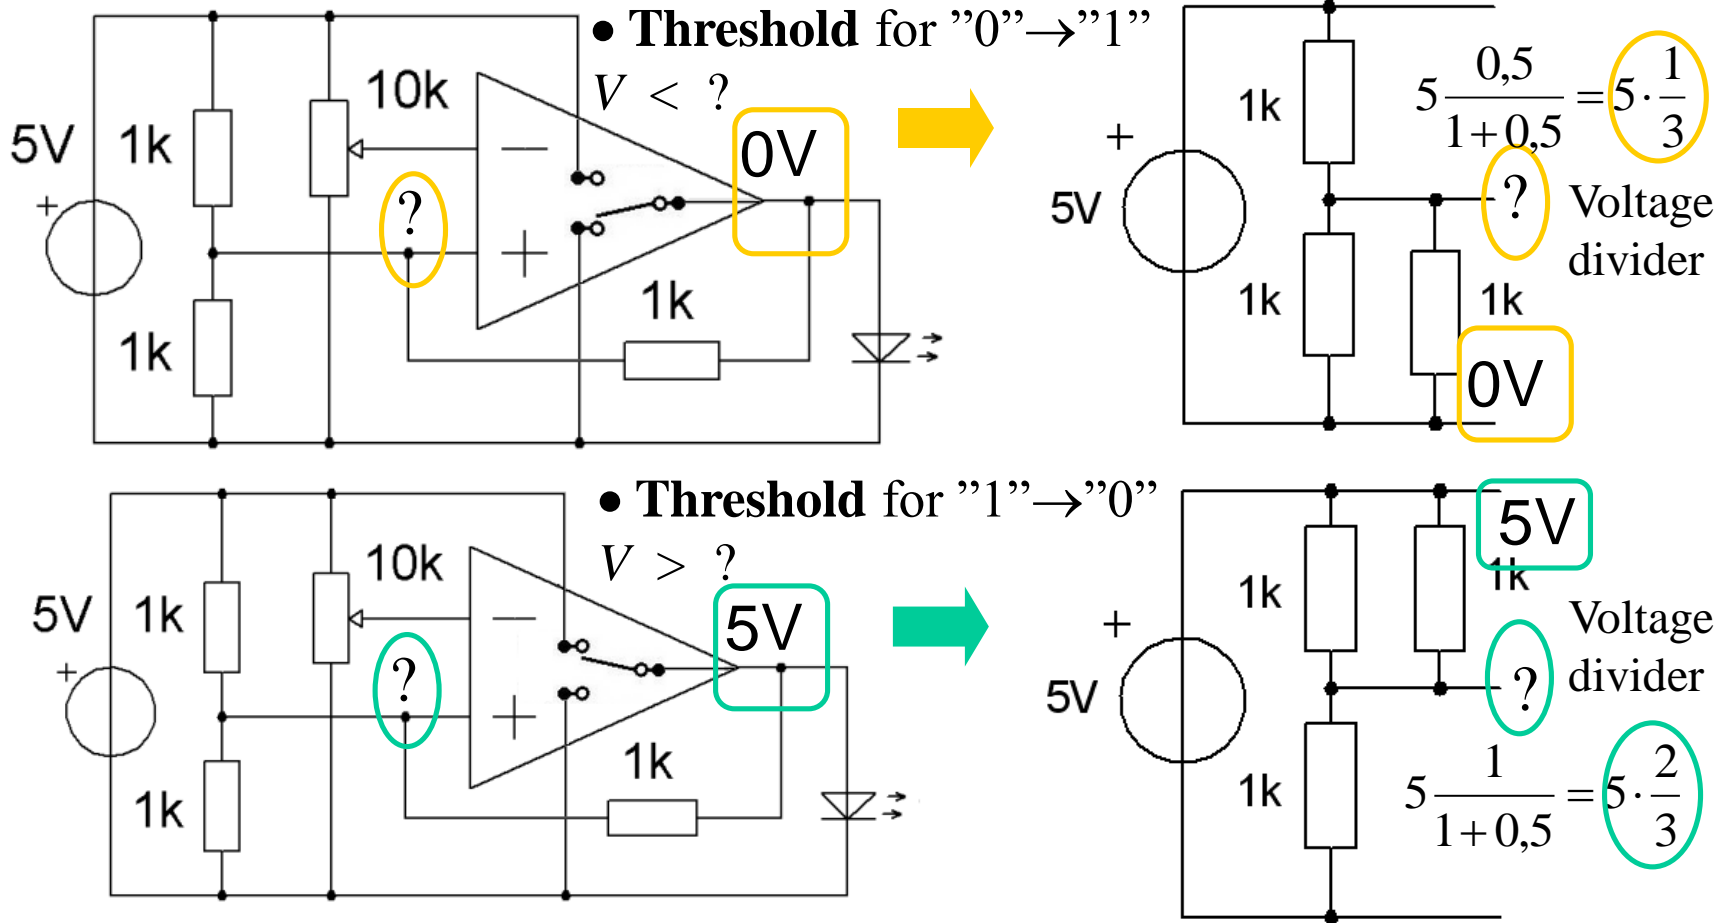 ● Threshold for ”0”→”1”
V < ?
5V
+
1k
1k
10k
−
+
?
0V
1k
+
5V
1k
1k
1k
?
0V
5 0,5 / 1+0,5 = 5 · 1 / 3
Voltage
divider
● Threshold for ”1”→”0”
V > ?
5V
+
1k
1k
10k
−
+
?
5V
1k
+
5V
1k
1k
1k
5V
?
Voltage
divider
5 1 / 1+0,5 = 5 · 2 / 3